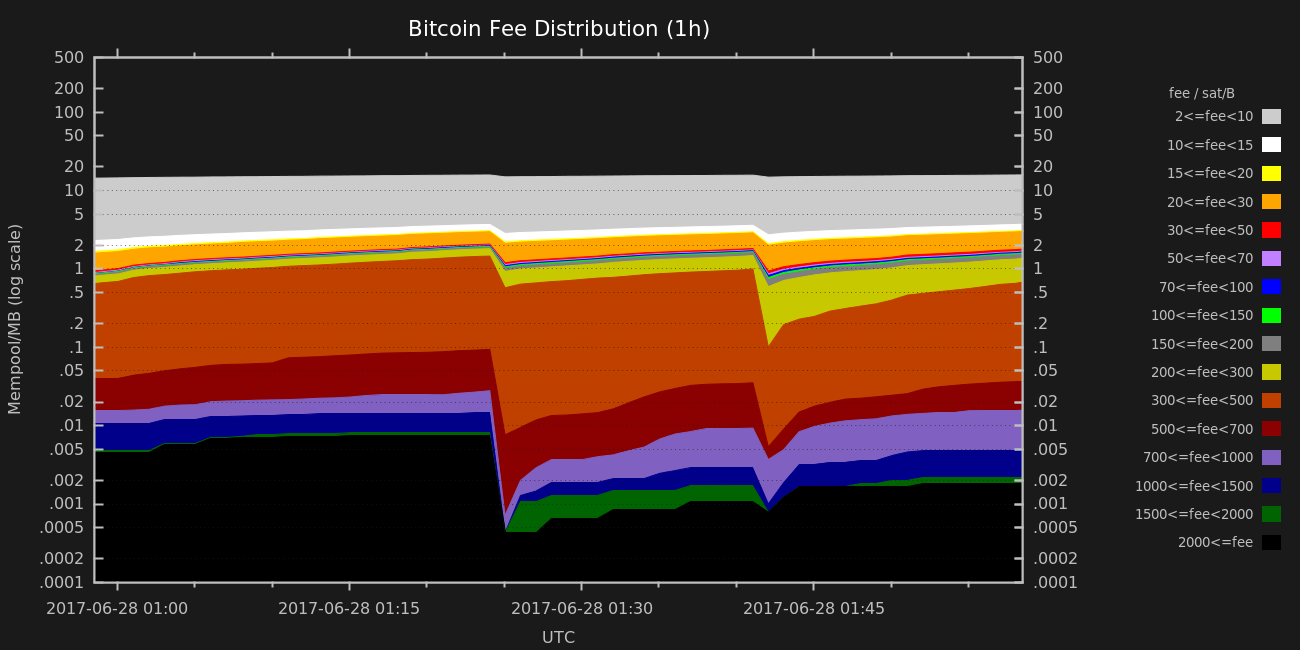 Bitcoin Fee Distribution (1h)
Mempool/MB (log scale)
500
200
100
50
20
10
5
2
1
.5
.2
.1
.05
.02
.01
.005
.002
.001
.0005
.0002
.0001
500
200
100
50
20
10
5
2
1
.5
.2
.1
.05
.02
.01
.005
.002
.001
.0005
.0002
.0001
2017-06-28 01:00 2017-06-28 01:15 2017-06-28 01:30 2017-06-28 01:45
UTC
fee / sat/B
2<=fee<10
10<=fee<15
15<=fee<20
20<=fee<30
30<=fee<50
50<=fee<70
70<=fee<100
100<=fee<150
150<=fee<200
200<=fee<300
300<=fee<500
500<=fee<700
700<=fee<1000
1000<=fee<1500
1500<=fee<2000
2000<=fee